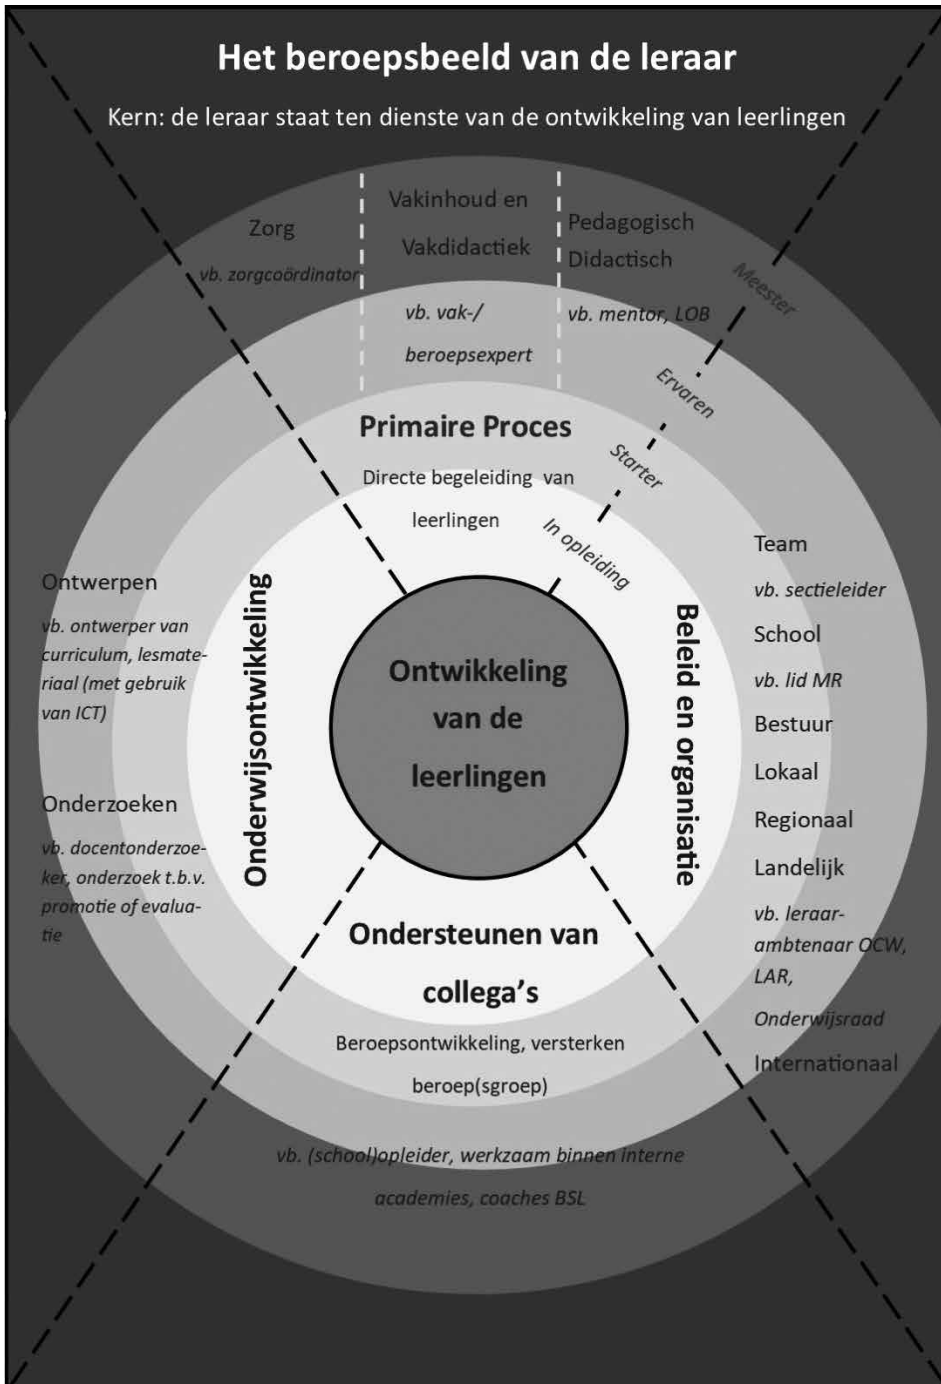 Het beroepsbeeld van de leraar
Kern: de leraar staat ten dienste van de ontwikkeling van leerlingen
Zorg
vb. zorgcoördinator
Vakinhoud en
Vakdidactiek
vb. vak-/
beroepsexpert
Pedagogisch
Didactisch
vb. mentor, LOB
Meester
Ervaren
Starter
In opleiding
Primaire Proces
Directe begeleiding van
leerlingen
Ontwerpen
vb. ontwerper van
curriculum, lesmate-
riaal (met gebruik
van ICT)
Onderzoeken
vb. docentonderzoe-
ker, onderzoek t.b.v.
promotie of evalua-
tie
Onderwijsontwikkeling
Ontwikkeling
van de
leerlingen
Beleid en organisatie
Team
vb. sectieleider
School
vb. lid MR
Bestuur
Lokaal
Regionaal
Landelijk
vb. leraar-
ambtenaar OCW,
LAR,
Onderwijsraad
Internationaal
Ondersteunen van
collega's
Beroepsontwikkeling, versterken
beroep(sgroep)
vb. (school)opleider, werkzaam binnen interne
academies, coaches BSL